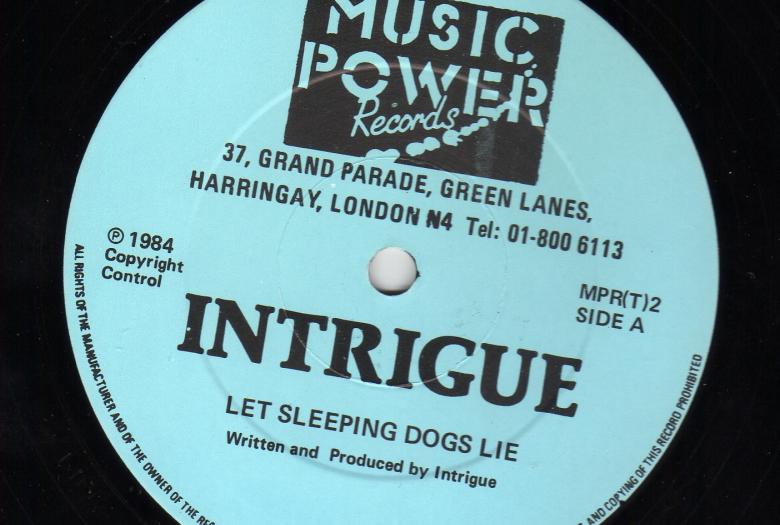 MUSIC
POWER
Records
37, GRAND PARADE, GREEN LANES,
HARRINGAY, LONDON N4 Tel: 01-800 6113
℗ 1984
Copyright
Control
MPR(T)2
SIDE A
INTRIGUE
LET SLEEPING DOGS LIE
Written and Produced by Intrigue
ALL RIGHTS OF THE MANUFACTURER AND OF THE OWNER OF THE
AND COPYING OF THIS RECORD PROHIBITED